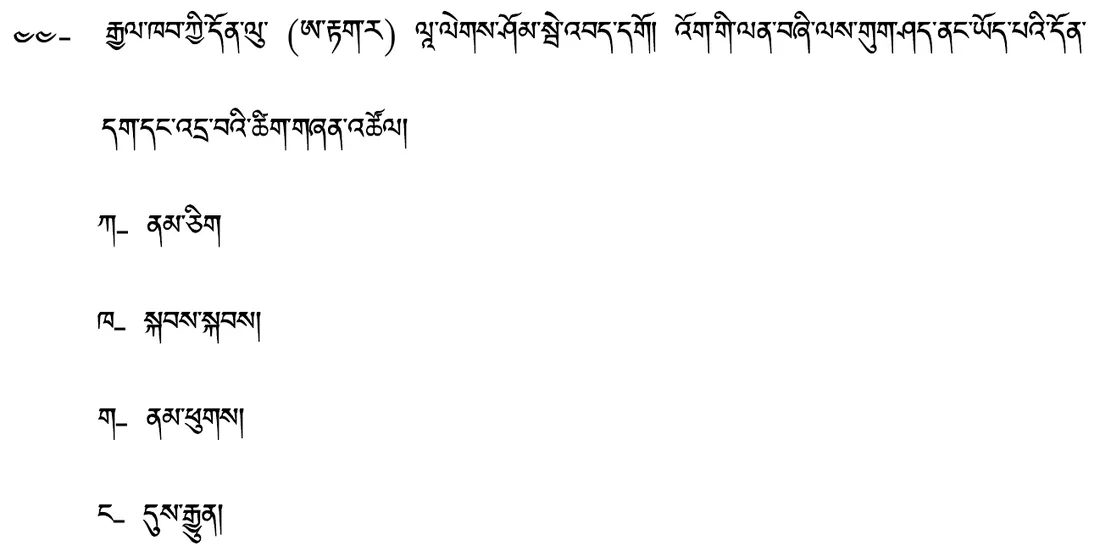 ༤༤- རྒྱལ་ཁབ་ཀྱི་དོན་ལུ་ (ཨ་རྟག་ར) ལཱ་ལེགས་ཤོམ་སྦེ་འབད་དགོ། འོག་གི་ལན་བཞི་ལས་གུག་ཤད་ནང་ཡོད་པའི་དོན་
དག་དང་འདྲ་བའི་ཚིག་གཞན་འཚོལ།
ཀ- ནམ་ཅིག
ཁ- སྐབས་སྐབས།
ག- ནམ་ཕུགས།
ང- དུས་རྒྱུན།